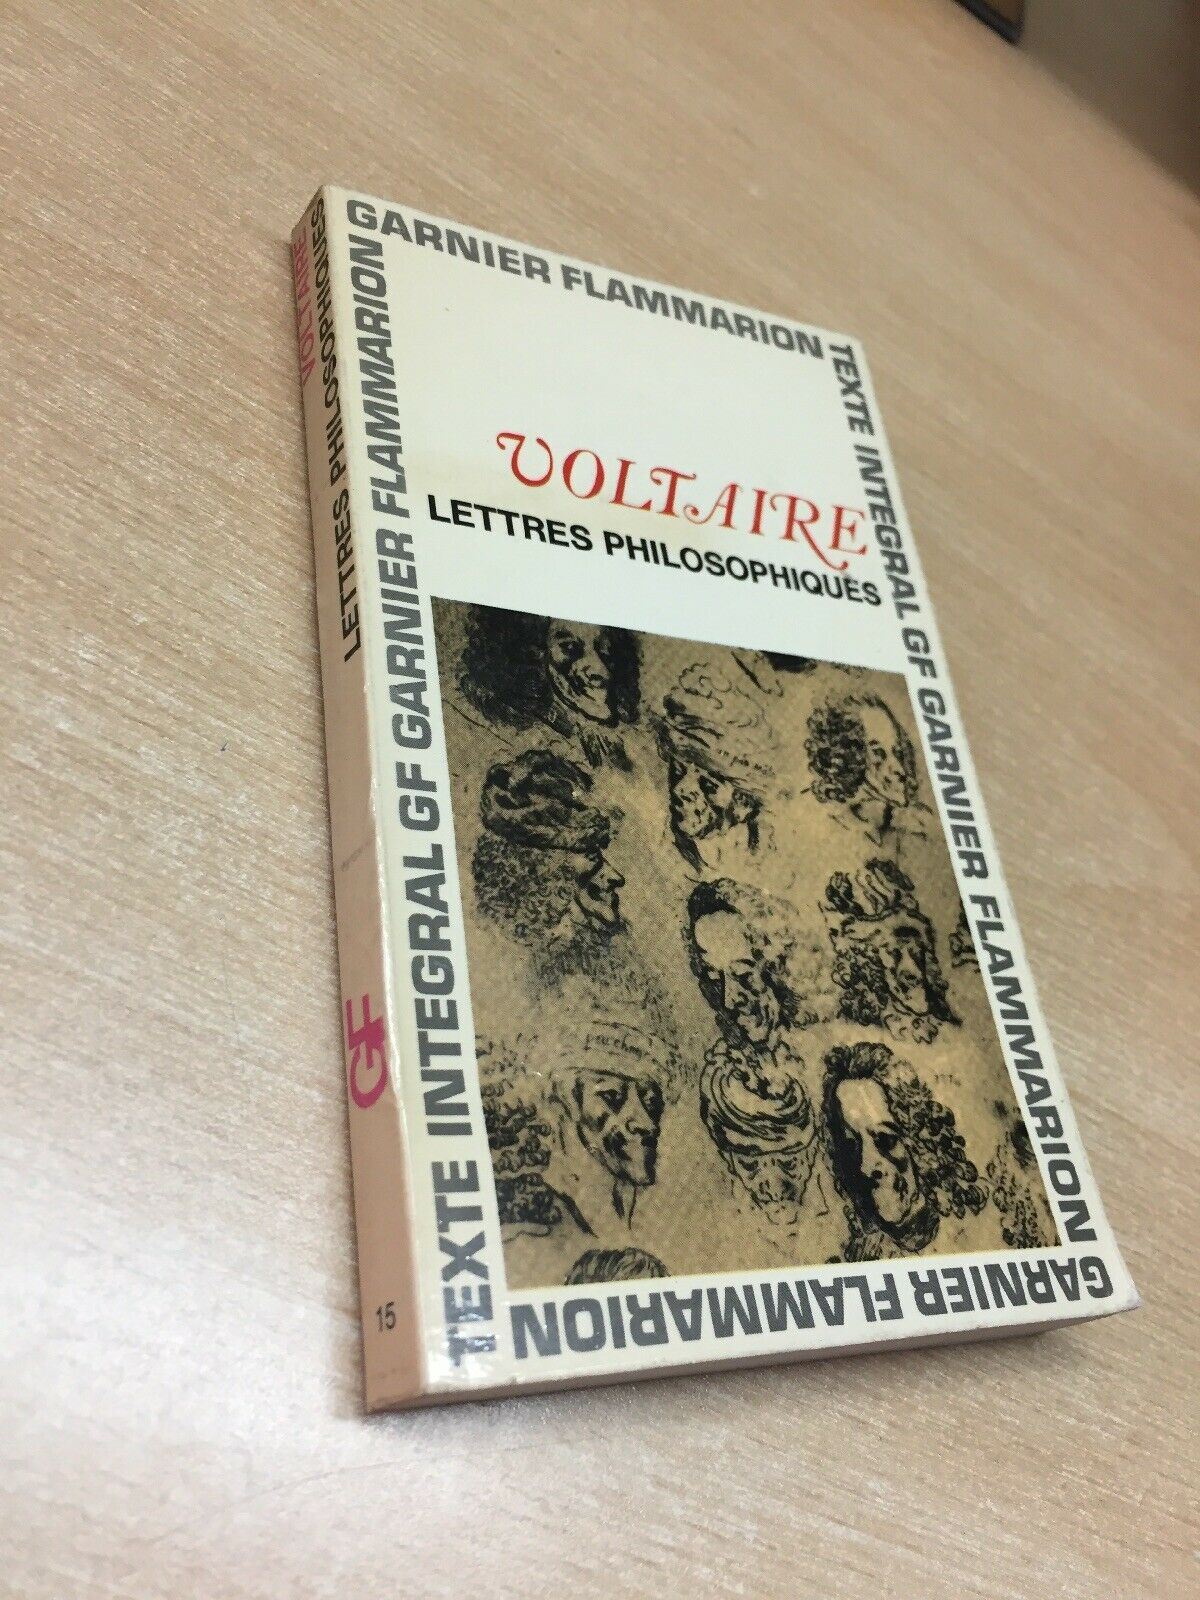 GARNIER FLAMMARION
TEXTE INTEGRAL GF GARNIER FLAMMARION
VOLTAIRE
LETTRES PHILOSOPHIQUES
TEXTE INTEGRAL GF GARNIER FLAMMARION
GARNIER FLAMMARION
VOLTAIRE
LETTRES PHILOSOPHIQUES
GF
15